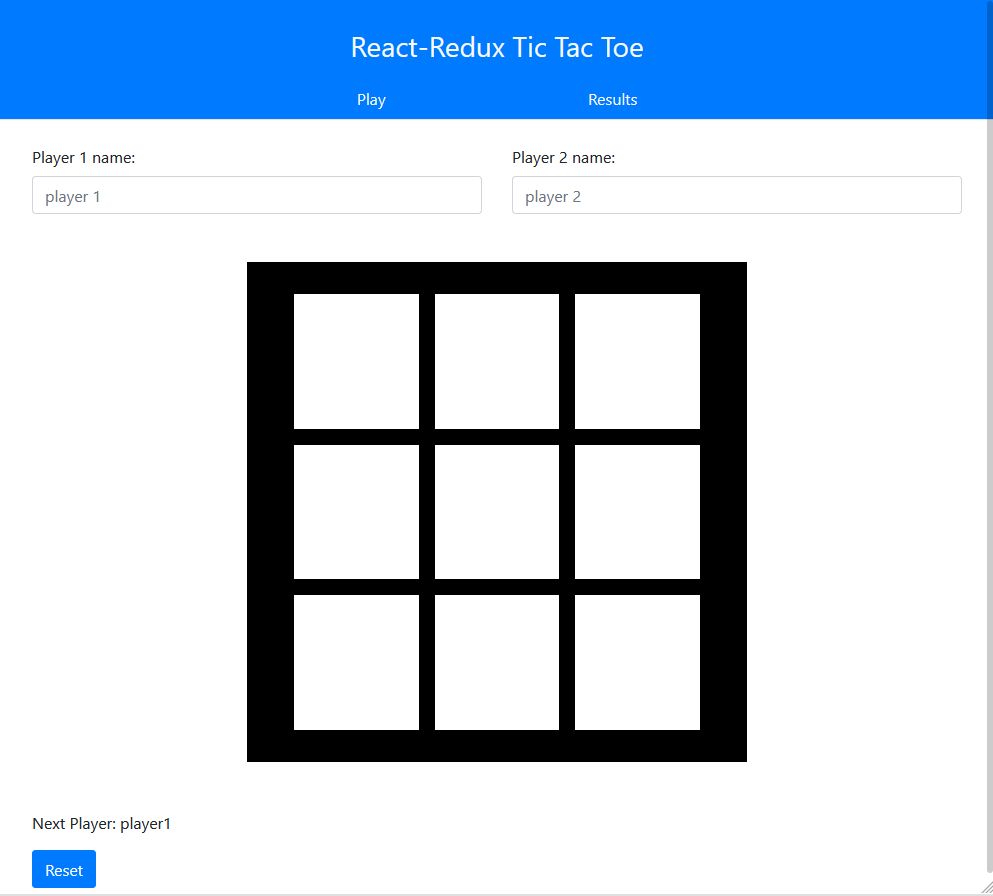 React-Redux Tic Tac Toe
Play Results
Player 1 name: Player 2 name:
player 1 player 2
Next Player: player1
Reset